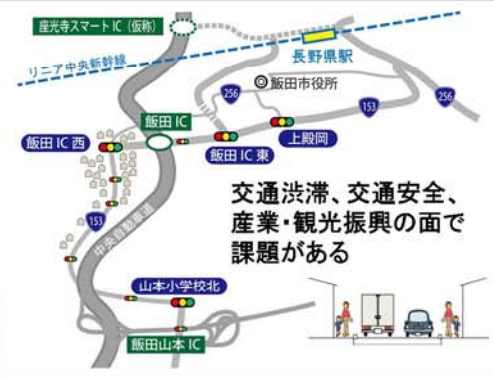 座光寺スマートIC（仮称）
リニア中央新幹線
長野県駅
飯田市役所
256
256
153
飯田IC
飯田IC西
飯田IC東
上殿岡
153
中央自動車道
交通渋滞、交通安全、
産業・観光振興の面で
課題がある
山本小学校北
飯田山本IC